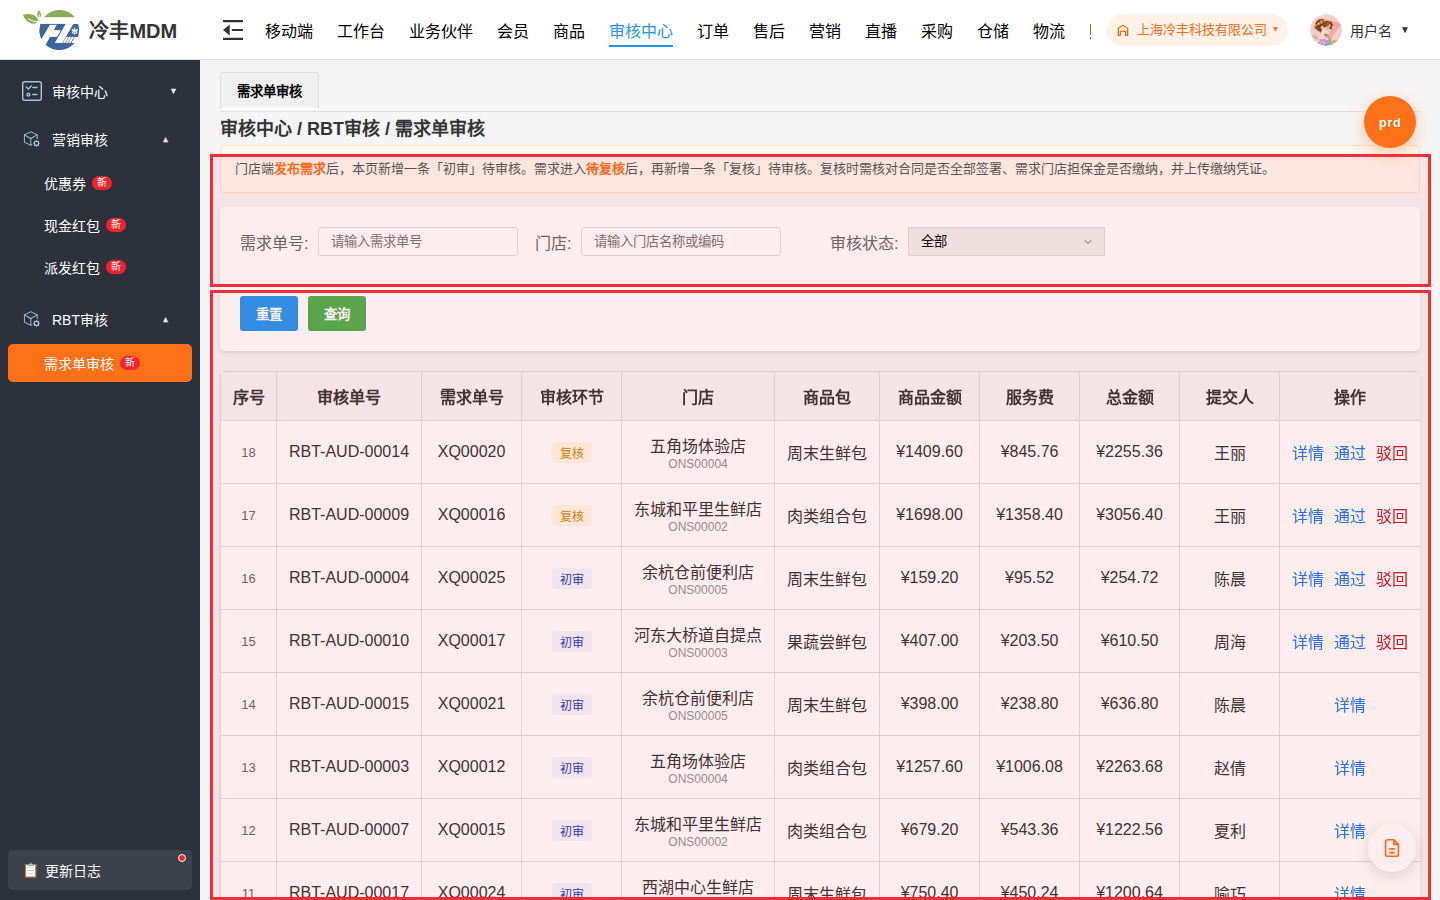 冷丰MDM
移动端 工作台 业务伙伴 会员 商品 审核中心 订单 售后 营销 直播 采购 仓储 物流
上海冷丰科技有限公司
用户名
审核中心
营销审核
优惠券 新
现金红包 新
派发红包 新
RBT审核
需求单审核 新
更新日志
需求单审核
审核中心 / RBT审核 / 需求单审核
prd
门店端发布需求后，本页新增一条「初审」待审核。需求进入待复核后，再新增一条「复核」待审核。复核时需核对合同是否全部签署、需求门店担保金是否缴纳，并上传缴纳凭证。
需求单号: 请输入需求单号 门店: 请输入门店名称或编码 审核状态: 全部
重置 查询
序号 审核单号 需求单号 审核环节 门店 商品包 商品金额 服务费 总金额 提交人 操作
18 RBT-AUD-00014 XQ00020 复核 五角场体验店 ONS00004 周末生鲜包 ¥1409.60 ¥845.76 ¥2255.36 王丽 详情 通过 驳回
17 RBT-AUD-00009 XQ00016 复核 东城和平里生鲜店 ONS00002 肉类组合包 ¥1698.00 ¥1358.40 ¥3056.40 王丽 详情 通过 驳回
16 RBT-AUD-00004 XQ00025 初审 余杭仓前便利店 ONS00005 周末生鲜包 ¥159.20 ¥95.52 ¥254.72 陈晨 详情 通过 驳回
15 RBT-AUD-00010 XQ00017 初审 河东大桥道自提点 ONS00003 果蔬尝鲜包 ¥407.00 ¥203.50 ¥610.50 周海 详情 通过 驳回
14 RBT-AUD-00015 XQ00021 初审 余杭仓前便利店 ONS00005 周末生鲜包 ¥398.00 ¥238.80 ¥636.80 陈晨 详情
13 RBT-AUD-00003 XQ00012 初审 五角场体验店 ONS00004 肉类组合包 ¥1257.60 ¥1006.08 ¥2263.68 赵倩 详情
12 RBT-AUD-00007 XQ00015 初审 东城和平里生鲜店 ONS00002 肉类组合包 ¥679.20 ¥543.36 ¥1222.56 夏利 详情
11 RBT-AUD-00017 XQ00024 初审 西湖中心生鲜店 周末生鲜包 ¥750.40 ¥450.24 ¥1200.64 喻巧 详情